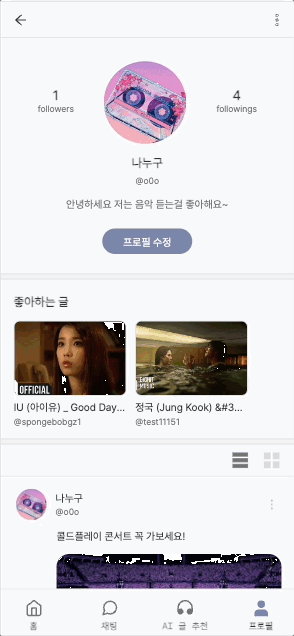 1
followers
4
followings
나누구
@o0o
안녕하세요 저는 음악 듣는걸 좋아해요~
프로필 수정
좋아하는 글
OFFICIAL
IU (아이유) _ Good Day...
@spongebobgz1
정국 (Jung Kook) &#3...
@test11151
나누구
@o0o
콜드플레이 콘서트 꼭 가보세요!
홈
채팅
AI 글 추천
프로필